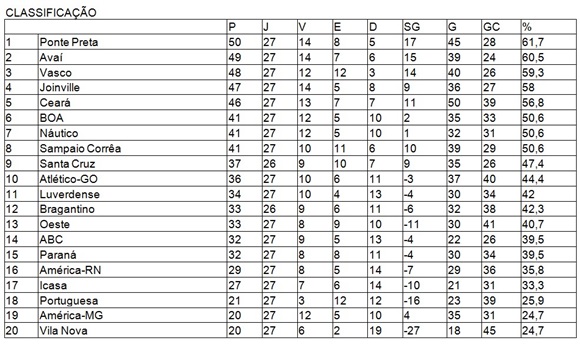 CLASSIFICAÇÃO
P J V E D SG G GC %
1 Ponte Preta 50 27 14 8 5 17 45 28 61,7
2 Avaí 49 27 14 7 6 15 39 24 60,5
3 Vasco 48 27 12 12 3 14 40 26 59,3
4 Joinville 47 27 14 5 8 9 36 27 58
5 Ceará 46 27 13 7 7 11 50 39 56,8
6 BOA 41 27 12 5 10 2 35 33 50,6
7 Náutico 41 27 12 5 10 1 32 31 50,6
8 Sampaio Corrêa 41 27 10 11 6 10 39 29 50,6
9 Santa Cruz 37 26 9 10 7 9 35 26 47,4
10 Atlético-GO 36 27 10 6 11 -3 37 40 44,4
11 Luverdense 34 27 10 4 13 -4 30 34 42
12 Bragantino 33 26 9 6 11 -6 32 38 42,3
13 Oeste 33 27 8 9 10 -11 30 41 40,7
14 ABC 32 27 9 5 13 -4 22 26 39,5
15 Paraná 32 27 8 8 11 -4 30 34 39,5
16 América-RN 29 27 8 5 14 -7 29 36 35,8
17 Icasa 27 27 7 6 14 -10 21 31 33,3
18 Portuguesa 21 27 3 12 12 -16 23 39 25,9
19 América-MG 20 27 12 5 10 4 35 31 24,7
20 Vila Nova 20 27 6 2 19 -27 18 45 24,7